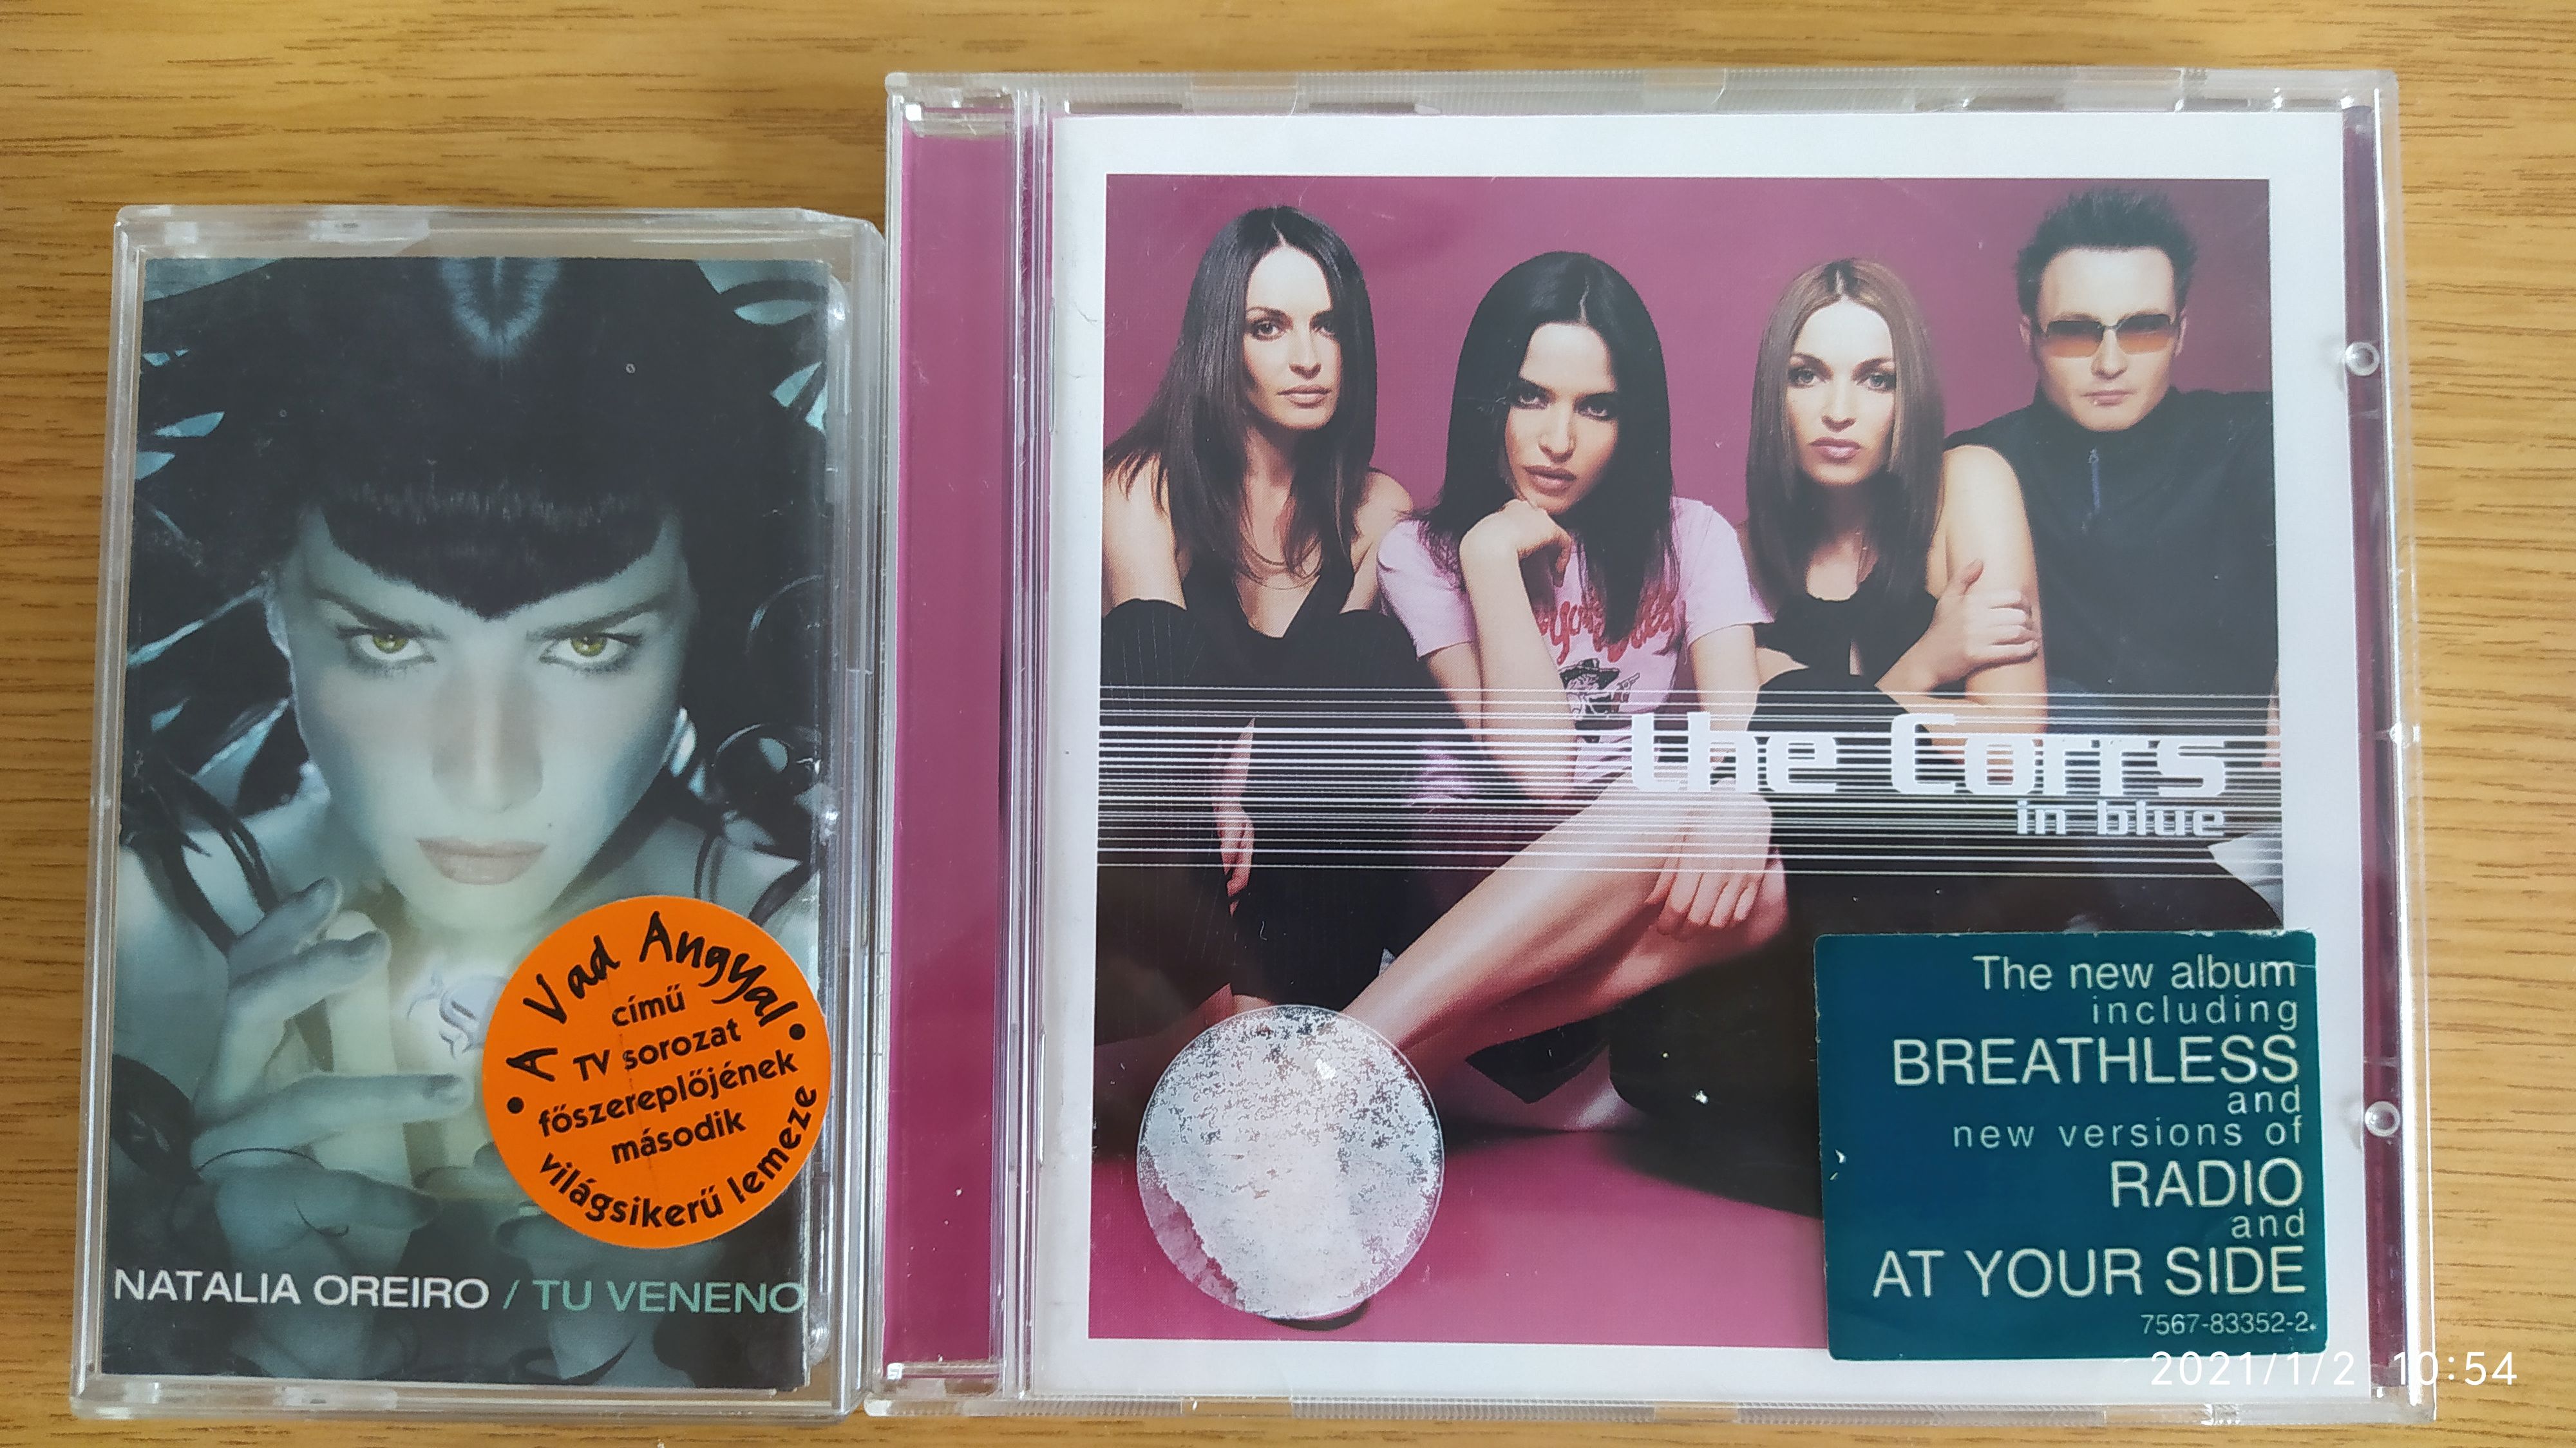 A Vad Angyal
című
TV sorozat
főszereplőjének
második
világsikerű lemeze
NATALIA OREIRO / TU VENENO
the Corrs
in blue
The new album
including
BREATHLESS
and
new versions of
RADIO
and
AT YOUR SIDE
7567-83352-2
2021/1/2 10:54